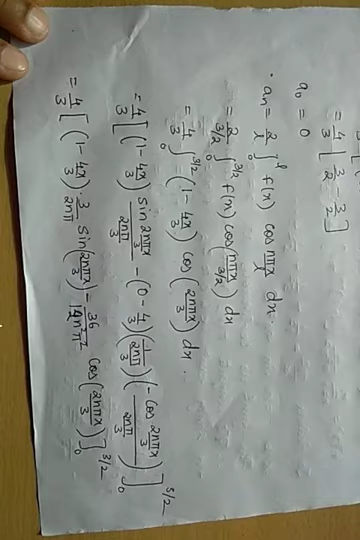 = 4/3 [ 3/2 - 3/2 ]
a₀ = 0
• aₙ = 2/l ∫₀^l f(x) cos nπx/l dx.
= 2/(3/2) ∫₀^{3/2} f(x) cos(nπx/(3/2)) dx
= 4/3 ∫₀^{3/2} (1 - 4x/3) cos(2nπx/3) dx.
= 4/3 [ (1 - 4x/3) (sin 2nπx/3)/(2nπ/3) - (0 - 4/3) (1/(2nπ/3)) (-cos 2nπx/3)/(2nπ/3) ]₀^{3/2}
= 4/3 [ (1 - 4x/3) · 3/2nπ sin(2nπx/3) - 36/12n²π² cos(2nπx/3) ]₀^{3/2}